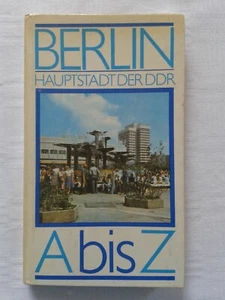 BERLIN
HAUPTSTADT DER DDR
A bis Z